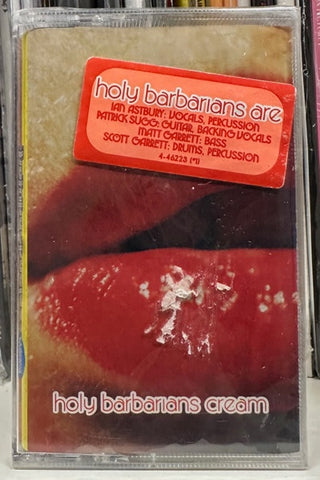 holy barbarians are
IAN ASTBURY: VOCALS, PERCUSSION
PATRICK SUGG: GUITAR, BACKING VOCALS
MATT GARRETT: BASS
SCOTT GARRETT: DRUMS, PERCUSSION
4-46223 (*1)
holy barbarians cream